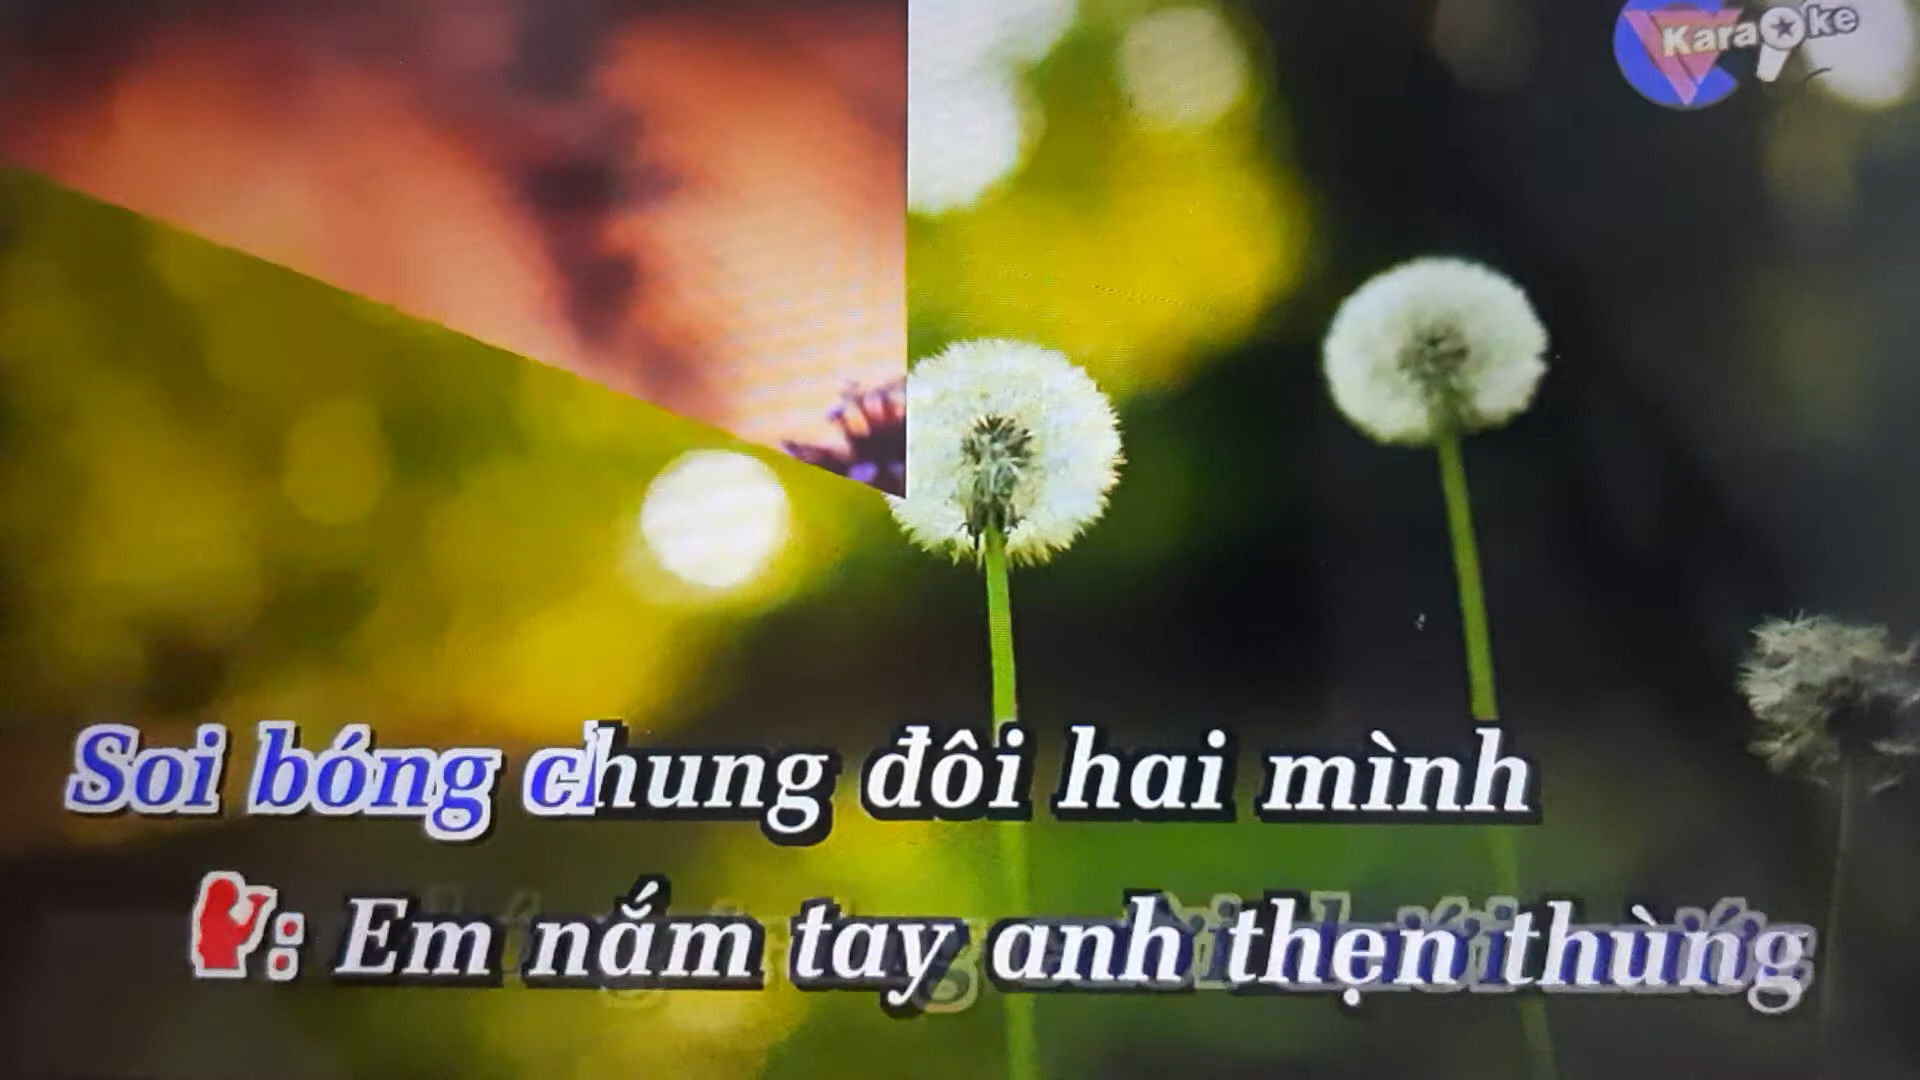 Karaoke
Soi bóng chung đôi hai mình
: Em nắm tay anh thẹn thùng